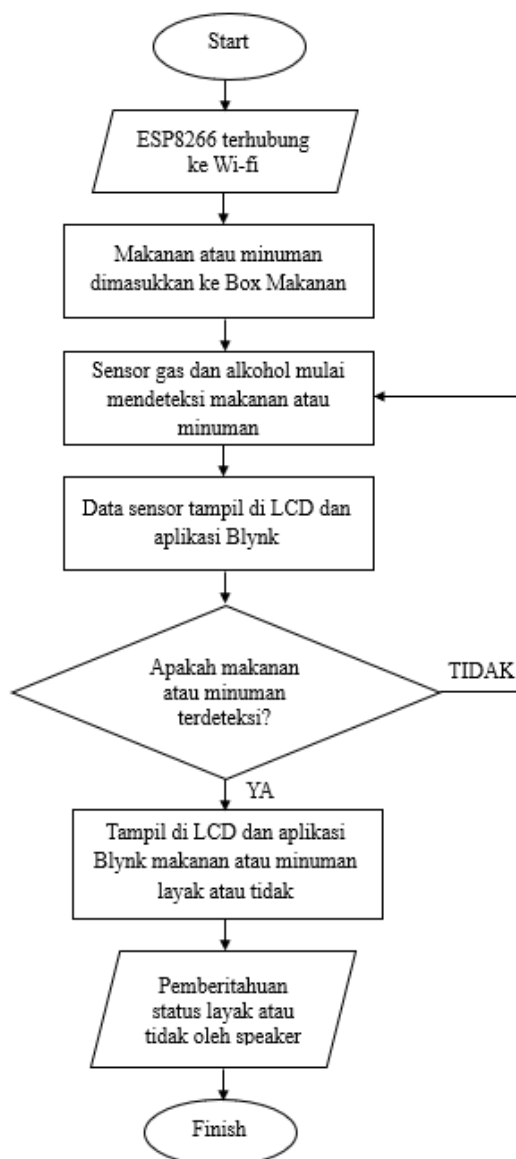 Start
ESP8266 terhubung
ke Wi-fi
Makanan atau minuman
dimasukkan ke Box Makanan
Sensor gas dan alkohol mulai
mendeteksi makanan atau
minuman
Data sensor tampil di LCD dan
aplikasi Blynk
Apakah makanan
atau minuman
terdeteksi?
TIDAK
YA
Tampil di LCD dan aplikasi
Blynk makanan atau minuman
layak atau tidak
Pemberitahuan
status layak atau
tidak oleh speaker
Finish